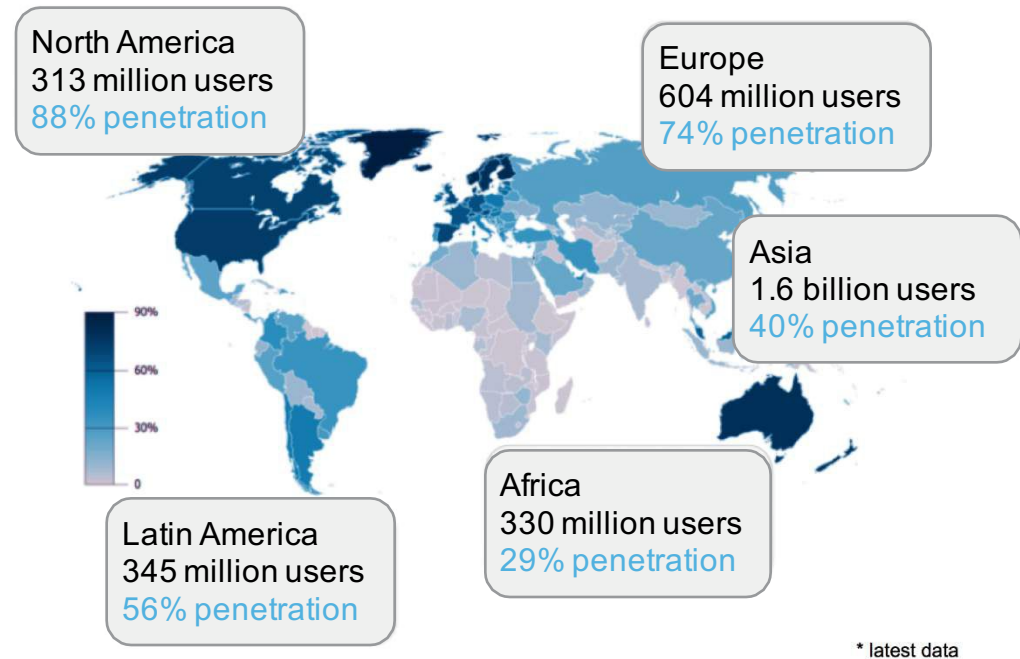 North America
313 million users
88% penetration
Europe
604 million users
74% penetration
Asia
1.6 billion users
40% penetration
90%
60%
30%
0
Africa
330 million users
29% penetration
Latin America
345 million users
56% penetration
* latest data